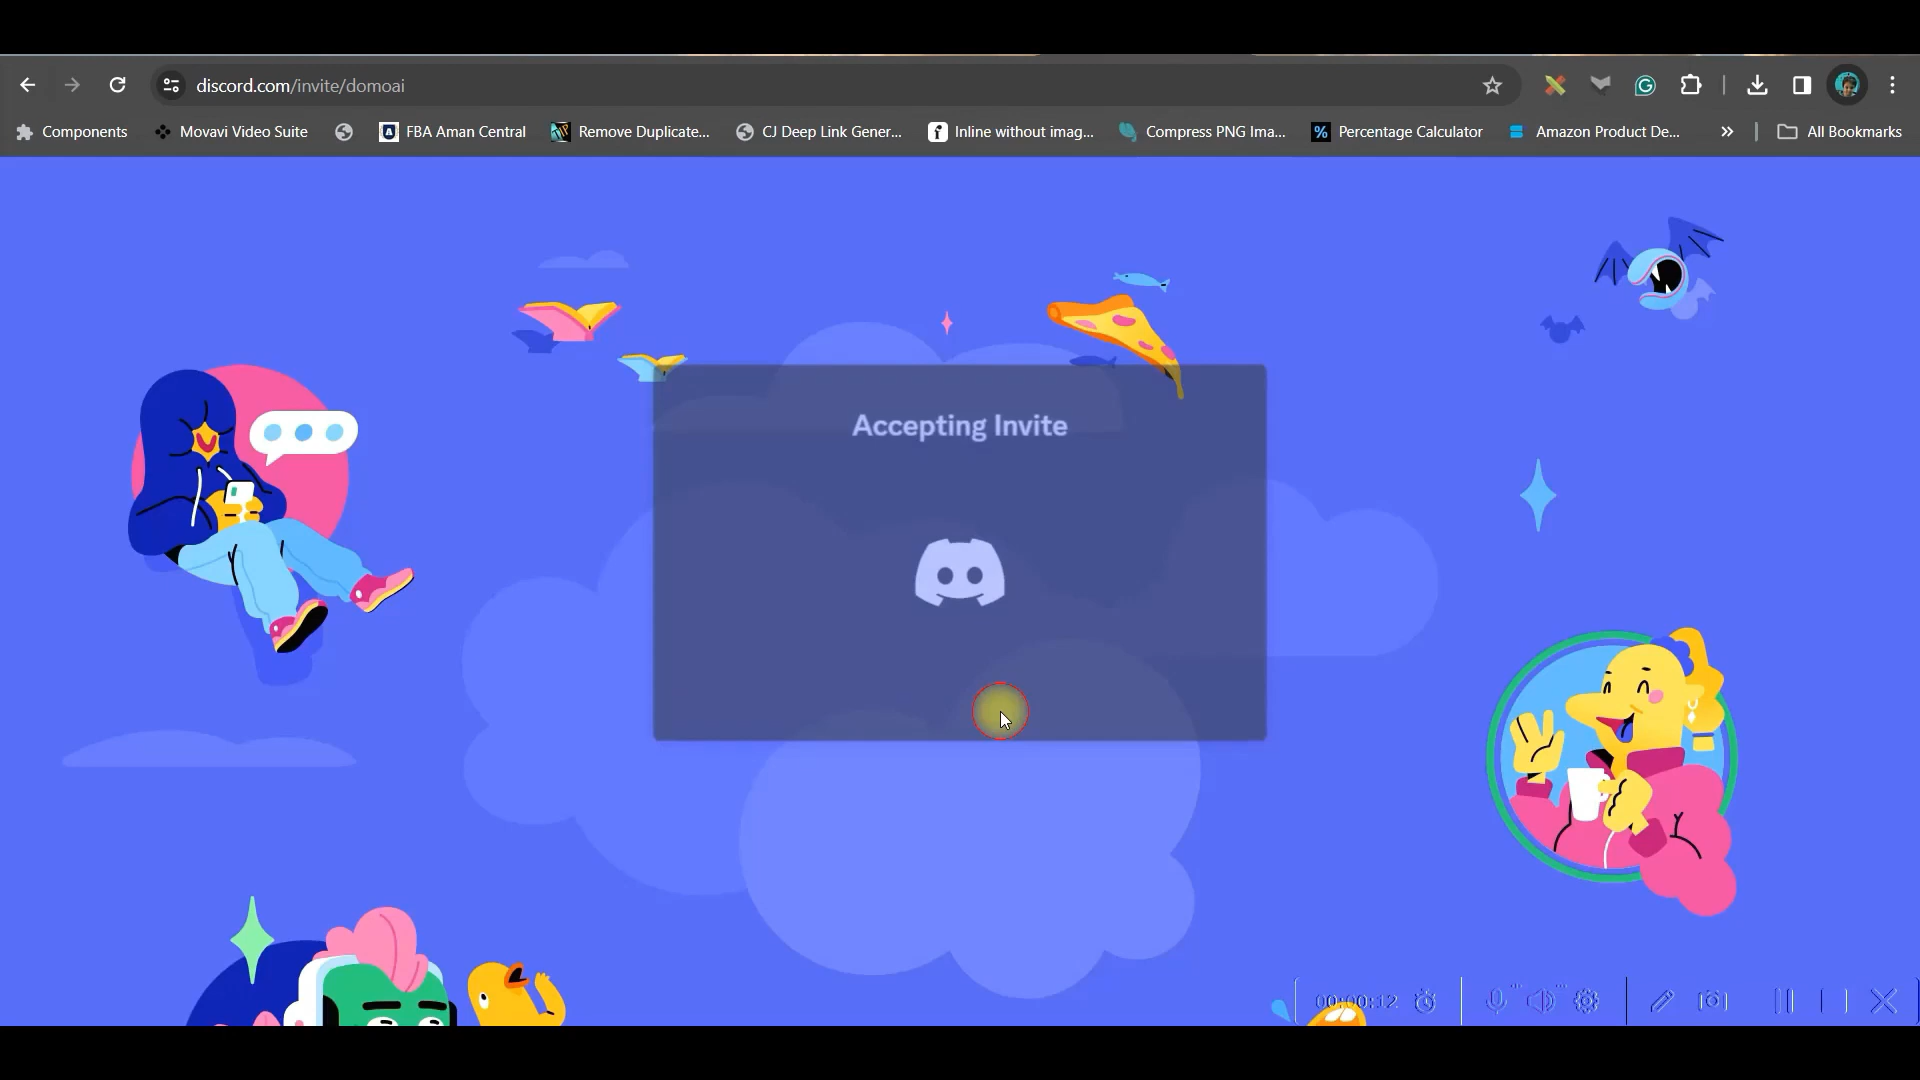 discord.com/invite/domoai
Components
Movavi Video Suite
FBA Aman Central
Remove Duplicate...
CJ Deep Link Gener...
Inline without imag...
Compress PNG Ima...
Percentage Calculator
Amazon Product De...
All Bookmarks
Accepting Invite
00:00:12